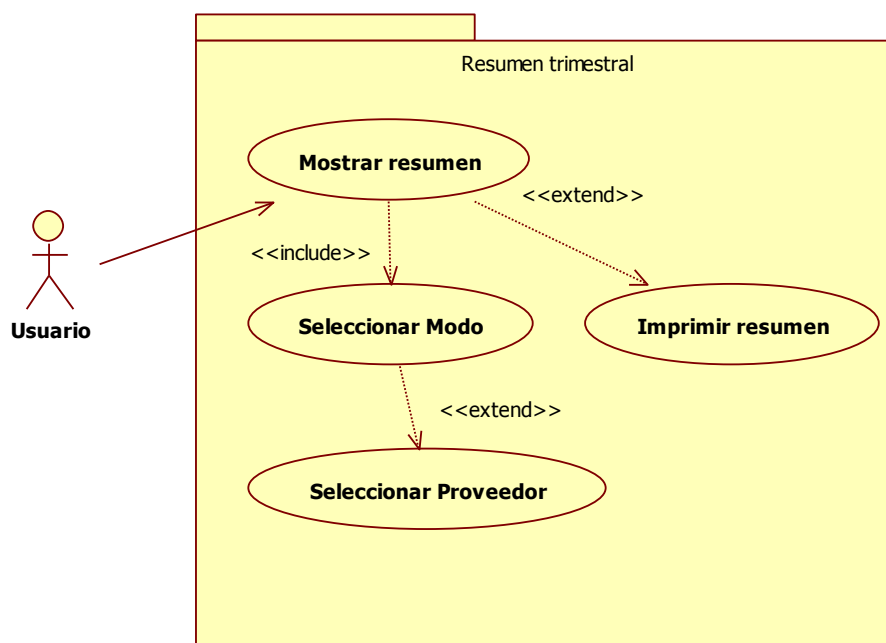 Resumen trimestral
Mostrar resumen
<<extend>>
<<include>>
Usuario
Seleccionar Modo
Imprimir resumen
<<extend>>
Seleccionar Proveedor